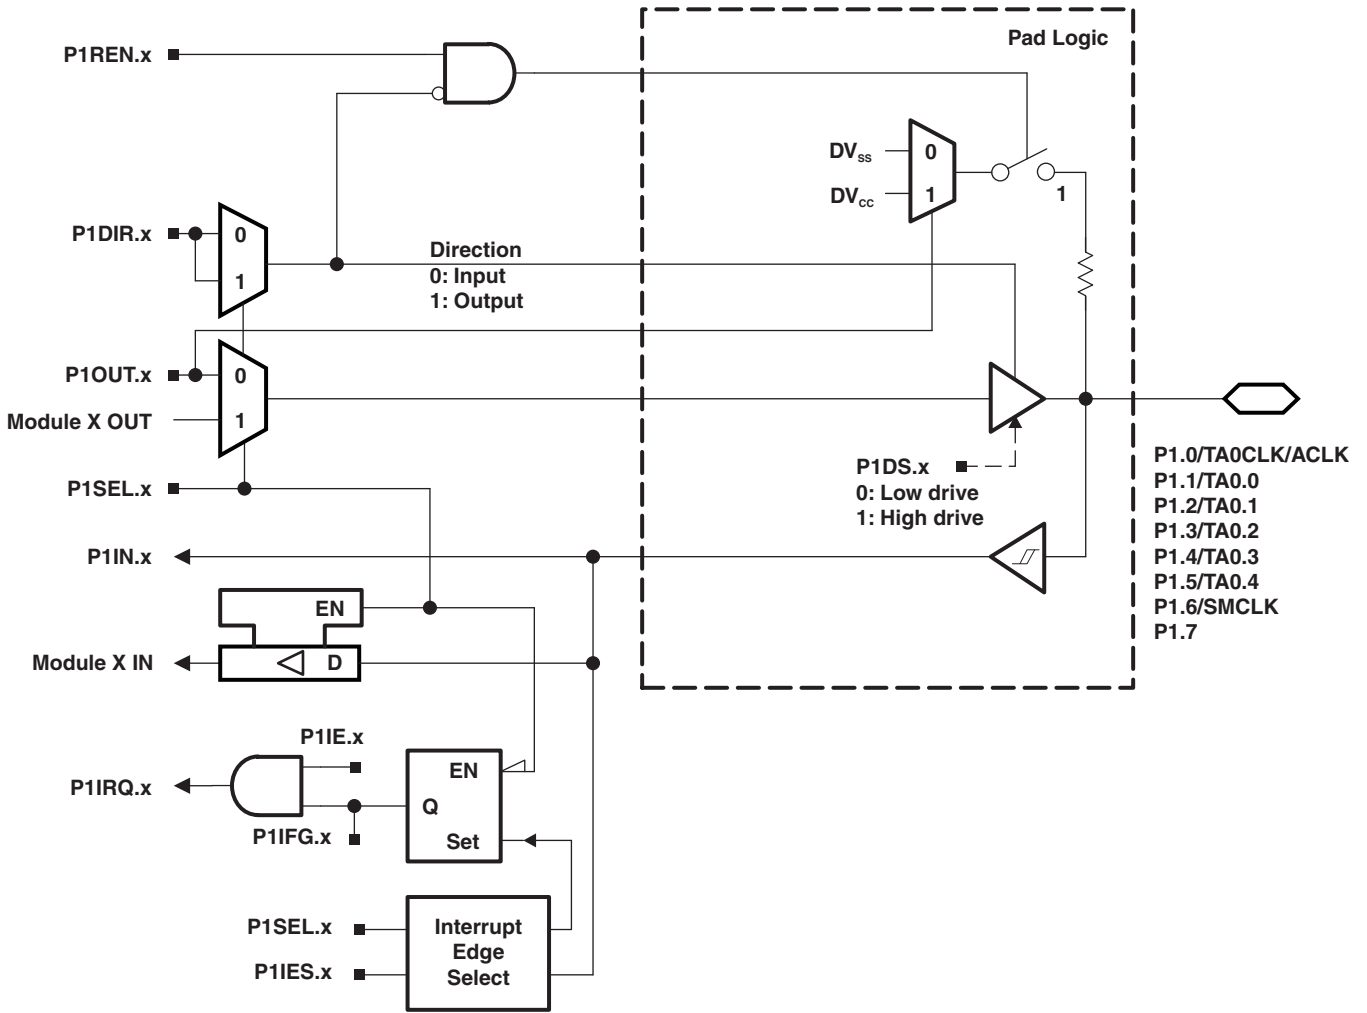 Pad Logic
P1REN.x
DVSS
0
DVCC
1
1
P1DIR.x
0
1
Direction
0: Input
1: Output
P1OUT.x
0
Module X OUT
1
P1SEL.x
P1DS.x
0: Low drive
1: High drive
P1.0/TA0CLK/ACLK
P1.1/TA0.0
P1.2/TA0.1
P1.3/TA0.2
P1.4/TA0.3
P1.5/TA0.4
P1.6/SMCLK
P1.7
P1IN.x
EN
Module X IN
D
P1IE.x
P1IRQ.x
EN
Q
P1IFG.x
Set
P1SEL.x
P1IES.x
Interrupt
Edge
Select